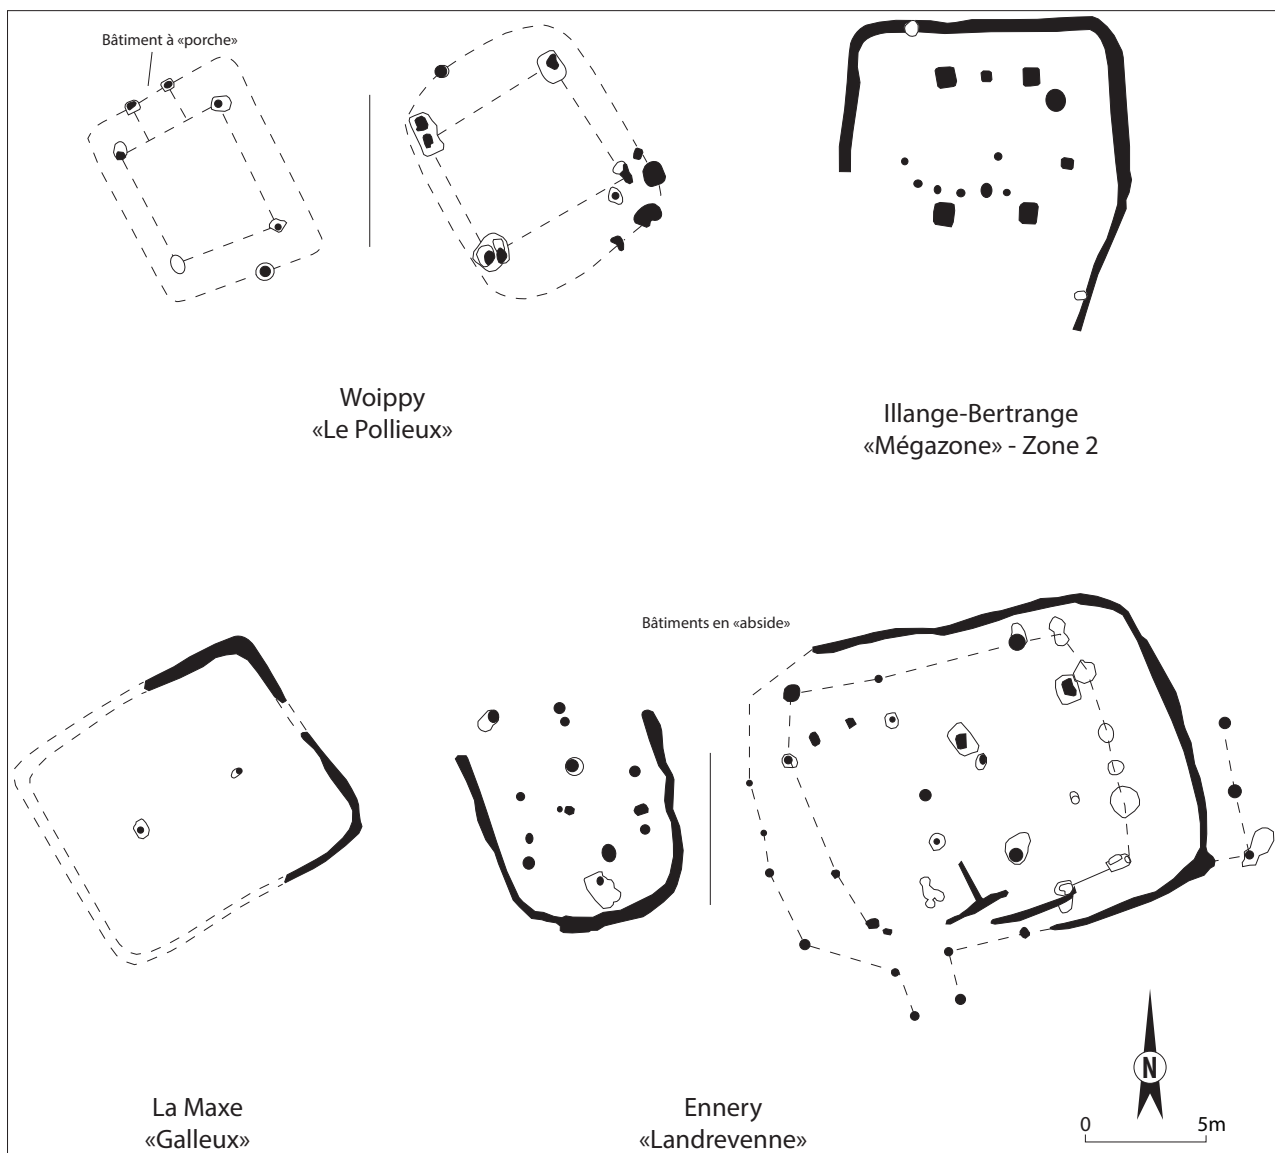 Bâtiment à «porche»
Woippy
«Le Pollieux»
Illange-Bertrange
«Mégazone» - Zone 2
Bâtiments en «abside»
La Maxe
«Galleux»
Ennery
«Landrevenne»
N
0 5m